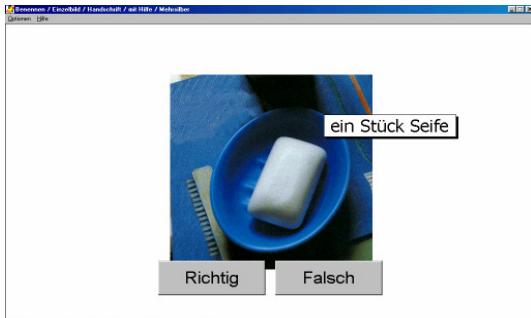 Benennen / Einzelbild / Handschrift / mit Hilfe / Mehrsilber
Optionen Hilfe
ein Stück Seife
Richtig Falsch